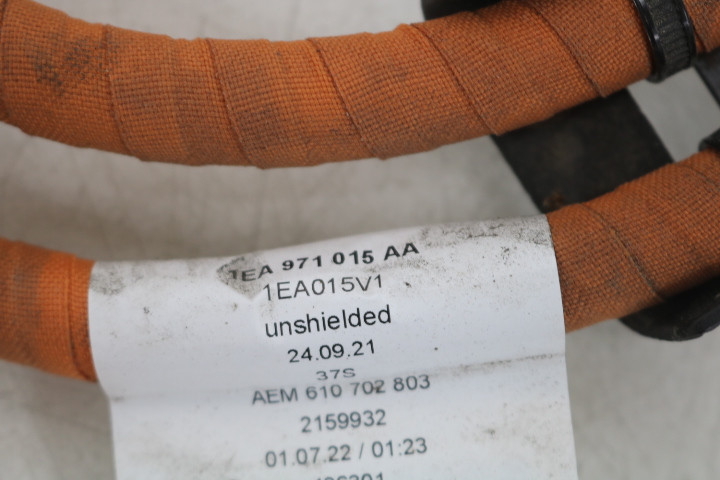 1EA 971 015 AA
1EA015V1
unshielded
24.09.21
37S
AEM 610 702 803
2159932
01.07.22 / 01:23